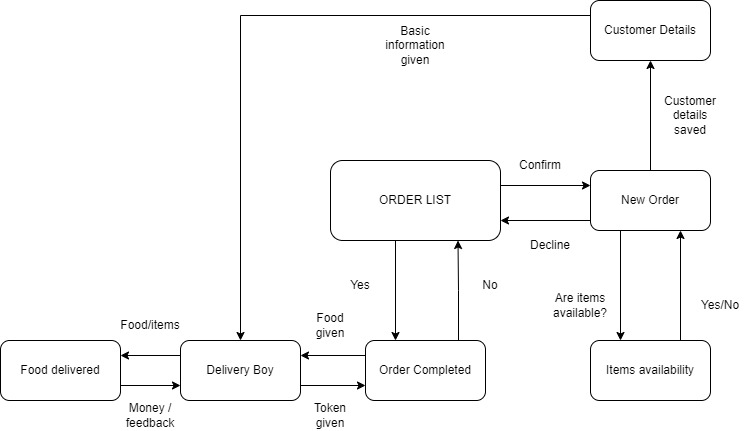 Customer Details
Basic
information
given
Customer
details
saved
Confirm
ORDER LIST
New Order
Decline
Yes
No
Are items
available?
Yes/No
Food/items
Food
given
Food delivered
Delivery Boy
Order Completed
Items availability
Money /
feedback
Token
given